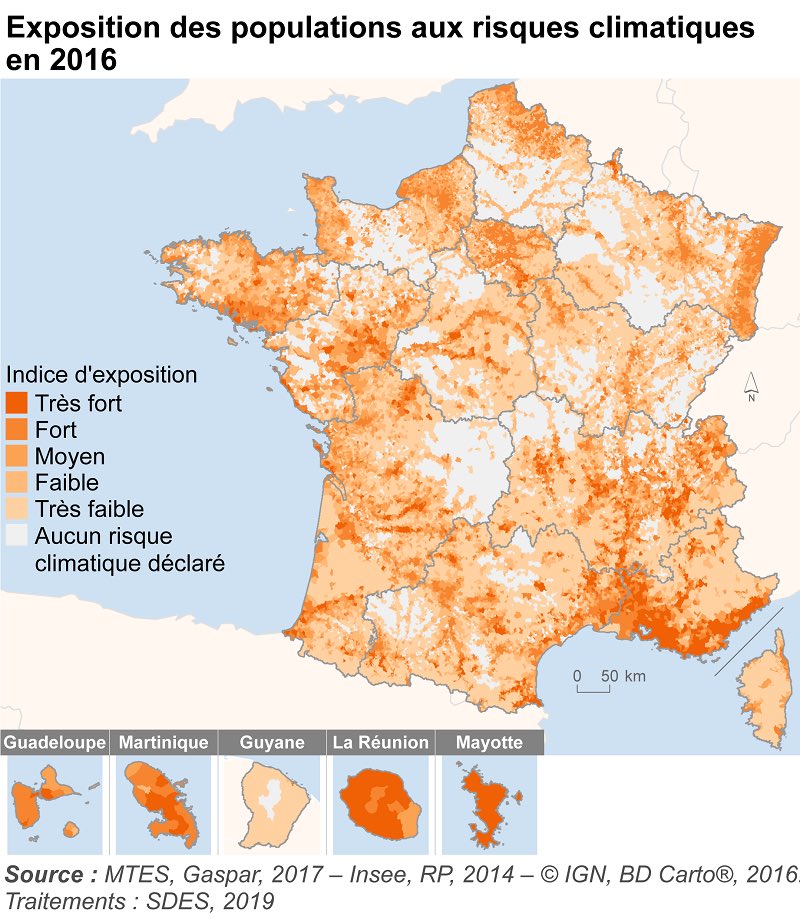 Exposition des populations aux risques climatiques
en 2016
Indice d'exposition
Très fort
Fort
Moyen
Faible
Très faible
Aucun risque
climatique déclaré
N
0 50 km
Guadeloupe Martinique Guyane La Réunion Mayotte
Source : MTES, Gaspar, 2017 – Insee, RP, 2014 – © IGN, BD Carto®, 2016.
Traitements : SDES, 2019